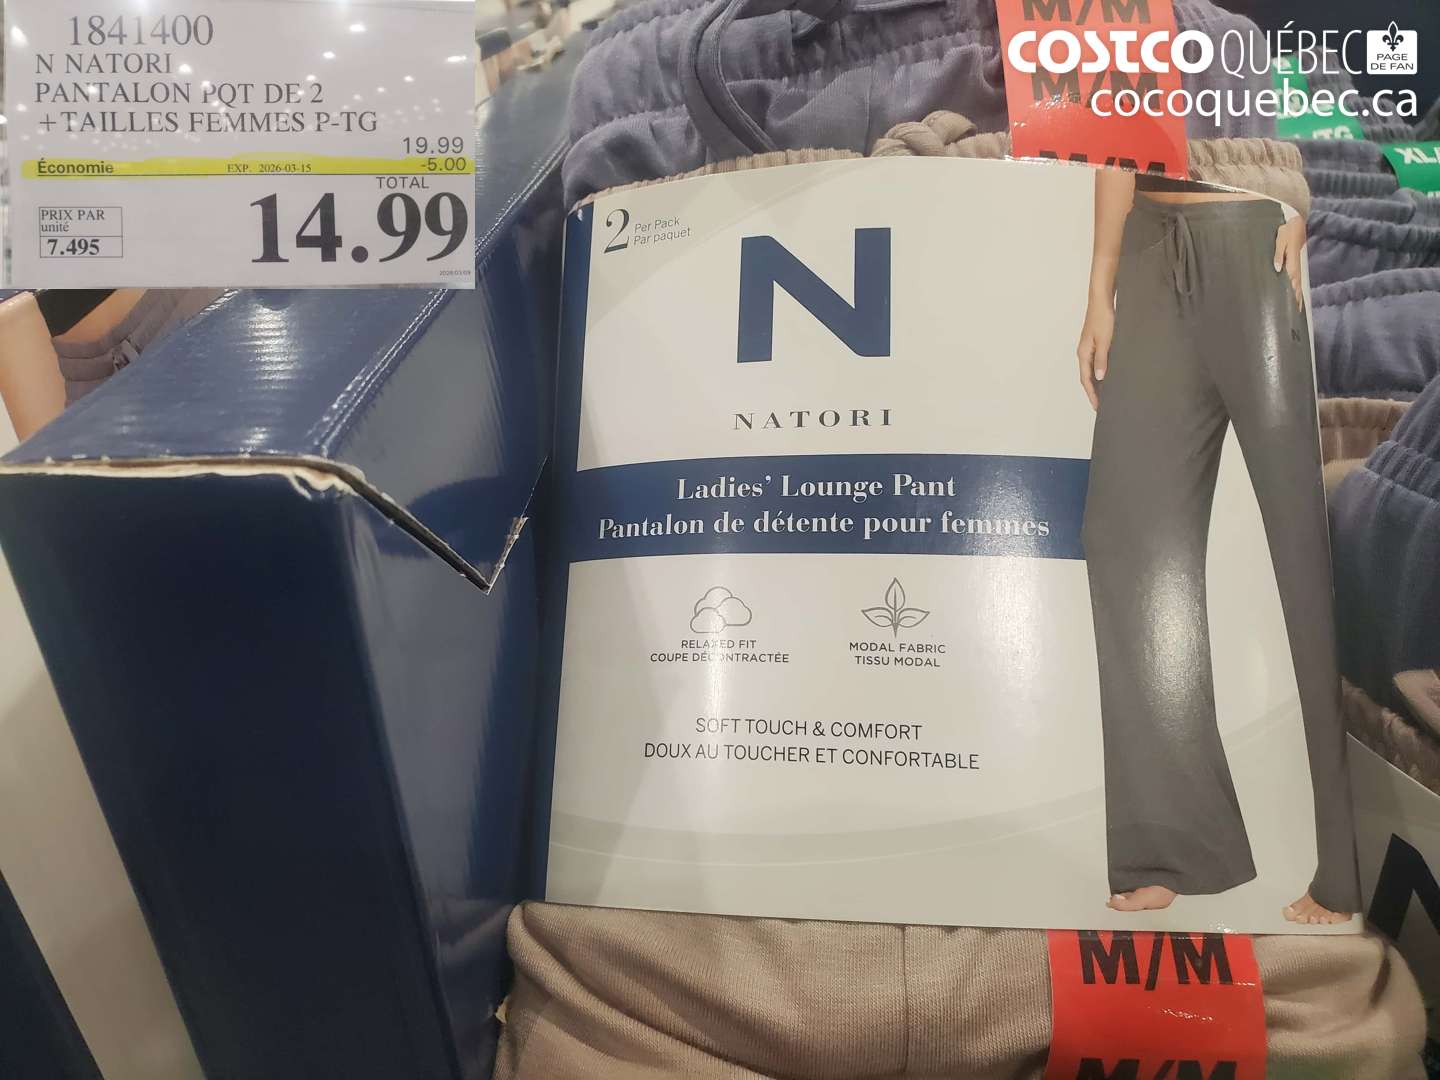 1841400
N NATORI
PANTALON PQT DE 2
+TAILLES FEMMES P-TG
19.99
Économie EXP. 2026-03-15 -5.00
TOTAL
14.99
PRIX PAR
unité
7.495
2026/03/09
M/M
M/M
M/M
COSTCO QUÉBEC
PAGE
DE FAN
cocoquebec.ca
XL
2 Per Pack
Par paquet
N
NATORI
Ladies' Lounge Pant
Pantalon de détente pour femmes
RELAXED FIT
COUPE DÉCONTRACTÉE
MODAL FABRIC
TISSU MODAL
SOFT TOUCH & COMFORT
DOUX AU TOUCHER ET CONFORTABLE
N
M/M
M/M
N